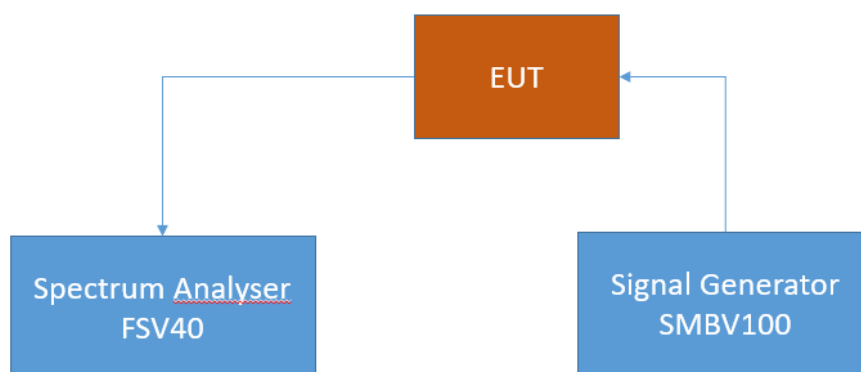 EUT
Spectrum Analyser
FSV40
Signal Generator
SMBV100